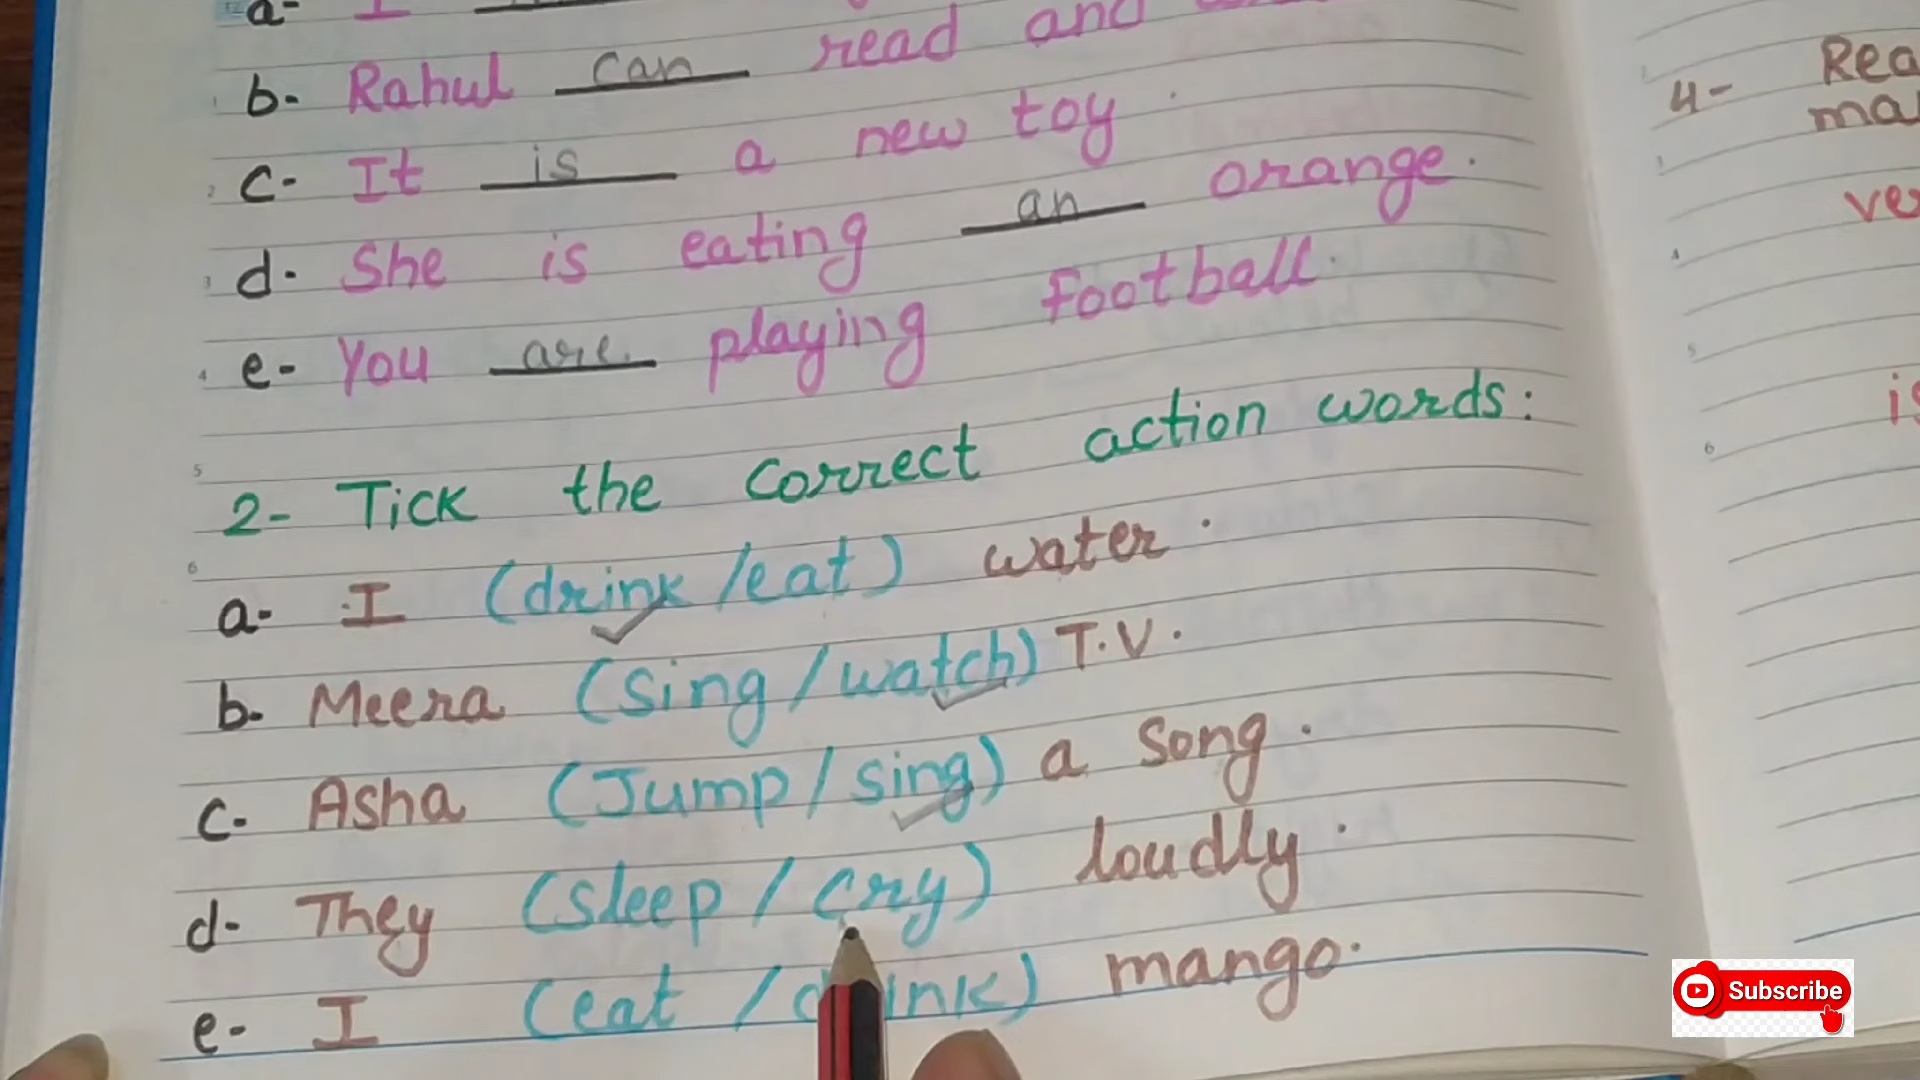 a- I
b- Rahul can read and
c- It is a new toy.
d- She is eating an orange.
e- You are playing football.
2- Tick the correct action words:
a- I (drink/eat) water.
b- Meera (Sing/watch) T.V.
c- Asha (Jump/sing) a song.
d- They (sleep/cry) loudly.
e- I (eat/drink) mango.
4-
Subscribe